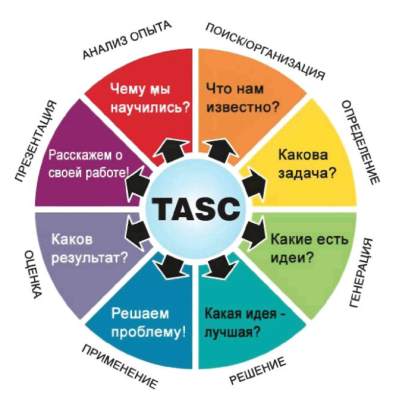 АНАЛИЗ ОПЫТА
ПОИСК/ОРГАНИЗАЦИЯ
ПРЕЗЕНТАЦИЯ
ОПРЕДЕЛЕНИЕ
Чему мы
научились?
Что нам
известно?
Расскажем о
своей работе!
Какова
задача?
TASC
Каков
результат?
Какие есть
идеи?
Решаем
проблему!
Какая идея -
лучшая?
ОЦЕНКА
ГЕНЕРАЦИЯ
ПРИМЕНЕНИЕ
РЕШЕНИЕ